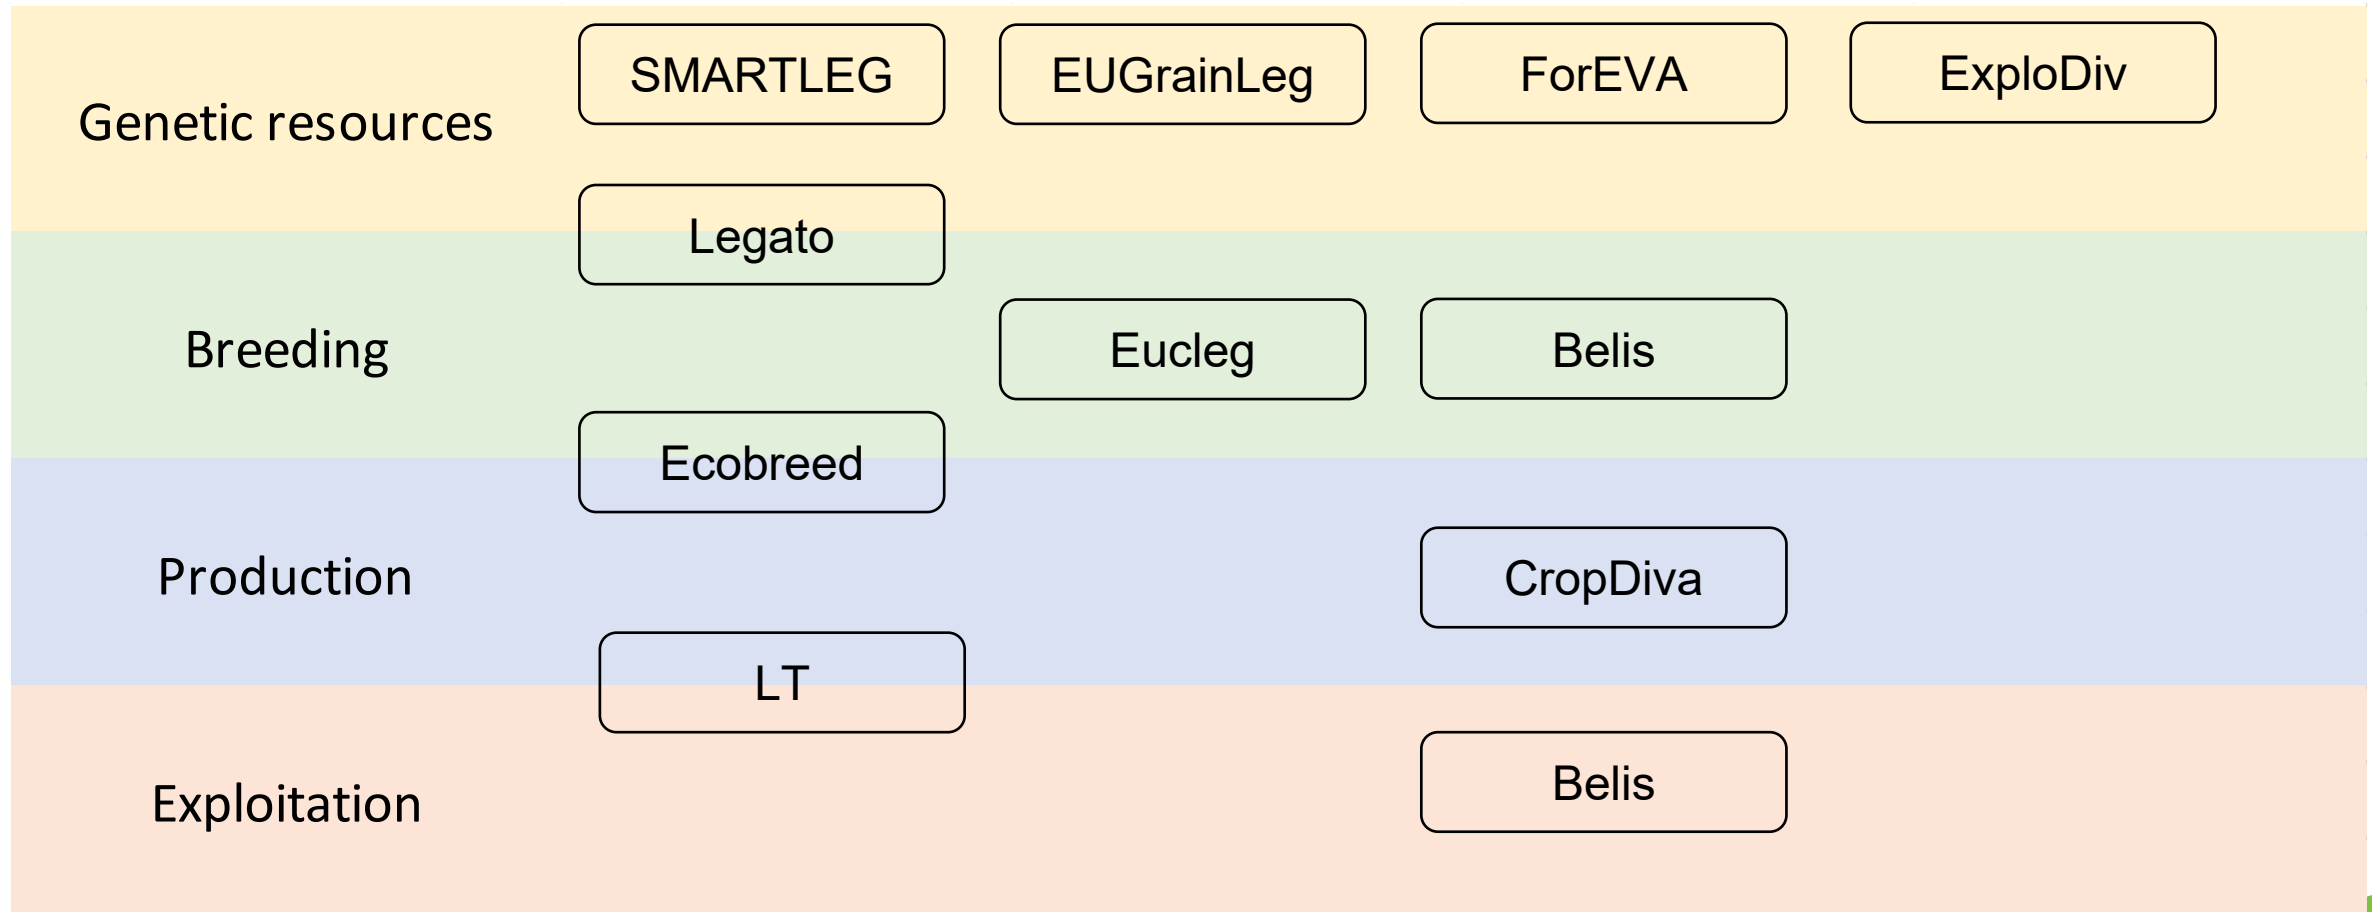 SMARTLEG
EUGrainLeg
ForEVA
ExploDiv
Genetic resources
Legato
Breeding
Eucleg
Belis
Ecobreed
Production
CropDiva
LT
Exploitation
Belis